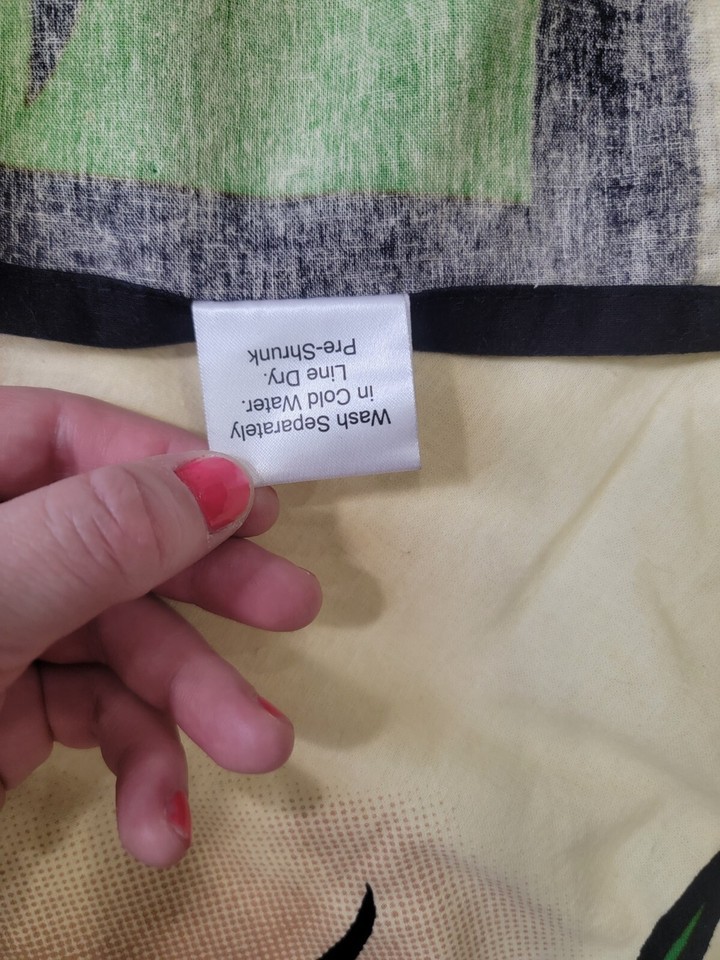 Wash Separately
in Cold Water.
Line Dry.
Pre-Shrunk